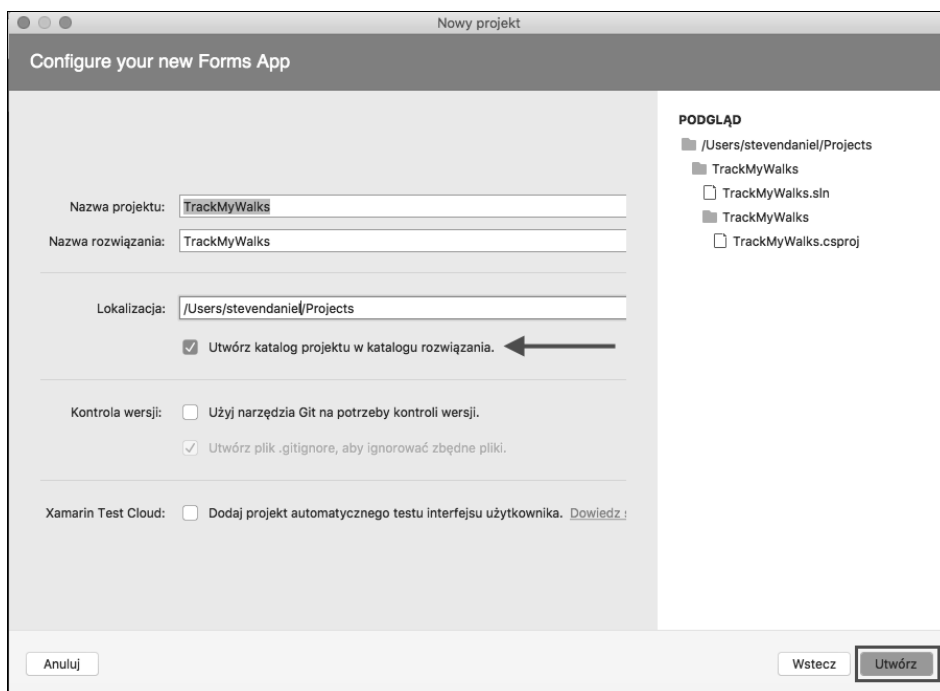 Nowy projekt
Configure your new Forms App
Nazwa projektu: TrackMyWalks
Nazwa rozwiązania: TrackMyWalks
Lokalizacja: /Users/stevendaniel/Projects
Utwórz katalog projektu w katalogu rozwiązania.
Kontrola wersji: Użyj narzędzia Git na potrzeby kontroli wersji.
Utwórz plik .gitignore, aby ignorować zbędne pliki.
Xamarin Test Cloud: Dodaj projekt automatycznego testu interfejsu użytkownika. Dowiedz
PODGLĄD
/Users/stevendaniel/Projects
TrackMyWalks
TrackMyWalks.sln
TrackMyWalks
TrackMyWalks.csproj
Anuluj
Wstecz
Utwórz